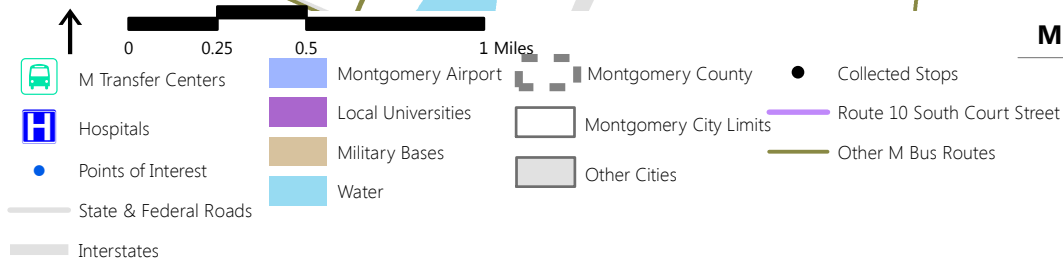 0 0.25 0.5 1 Miles
M
M Transfer Centers
Hospitals
Points of Interest
State & Federal Roads
Interstates
Montgomery Airport
Local Universities
Military Bases
Water
Montgomery County
Montgomery City Limits
Other Cities
Collected Stops
Route 10 South Court Street
Other M Bus Routes
H